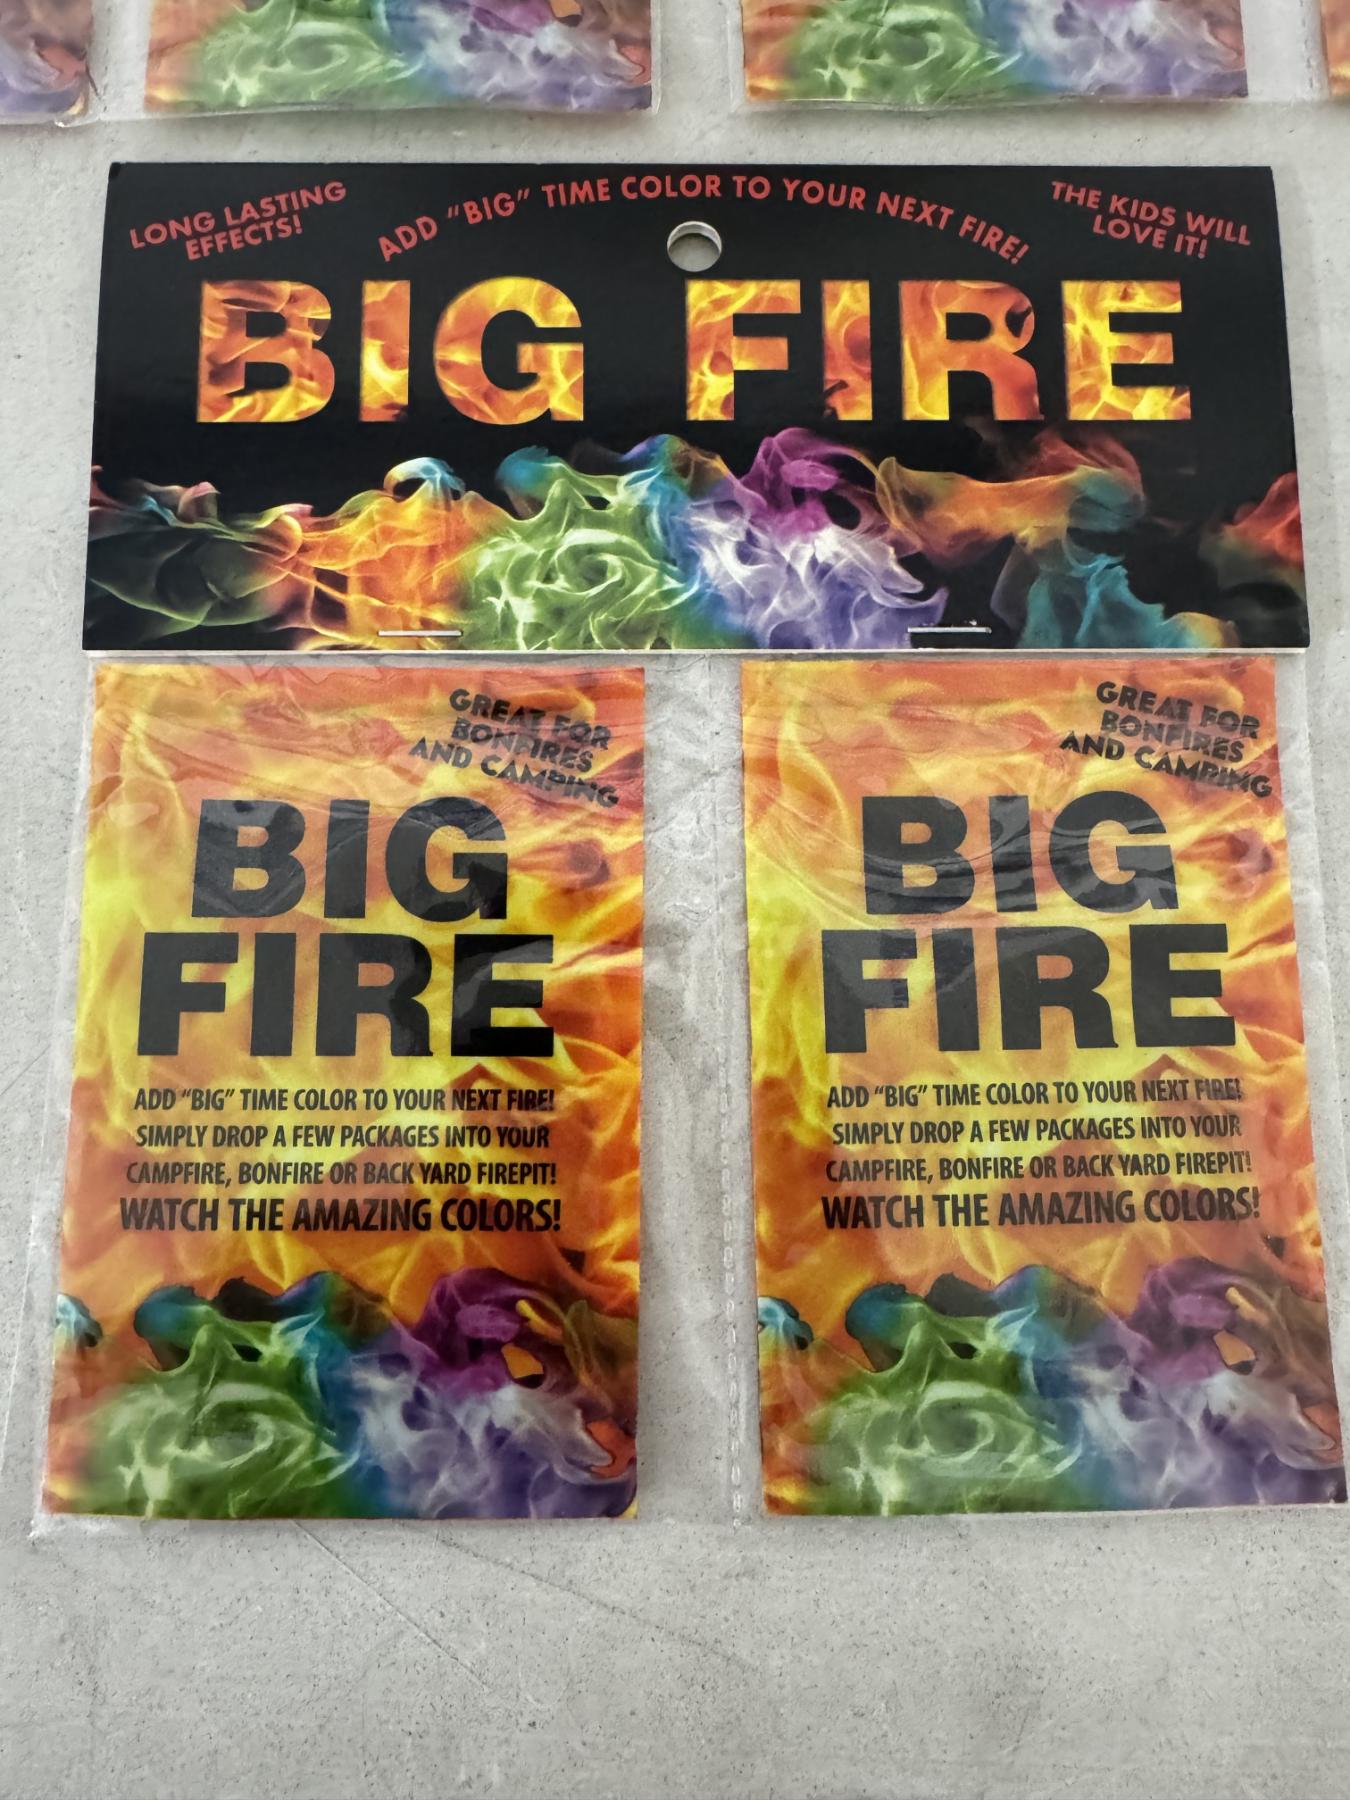 LONG LASTING
EFFECTS!
ADD “BIG” TIME COLOR TO YOUR NEXT FIRE!
THE KIDS WILL
LOVE IT!
BIG FIRE
GREAT FOR
BONFIRES
AND CAMPING
BIG
FIRE
ADD “BIG” TIME COLOR TO YOUR NEXT FIRE!
SIMPLY DROP A FEW PACKAGES INTO YOUR
CAMPFIRE, BONFIRE OR BACK YARD FIREPIT!
WATCH THE AMAZING COLORS!
GREAT FOR
BONFIRES
AND CAMPING
BIG
FIRE
ADD “BIG” TIME COLOR TO YOUR NEXT FIRE!
SIMPLY DROP A FEW PACKAGES INTO YOUR
CAMPFIRE, BONFIRE OR BACK YARD FIREPIT!
WATCH THE AMAZING COLORS!